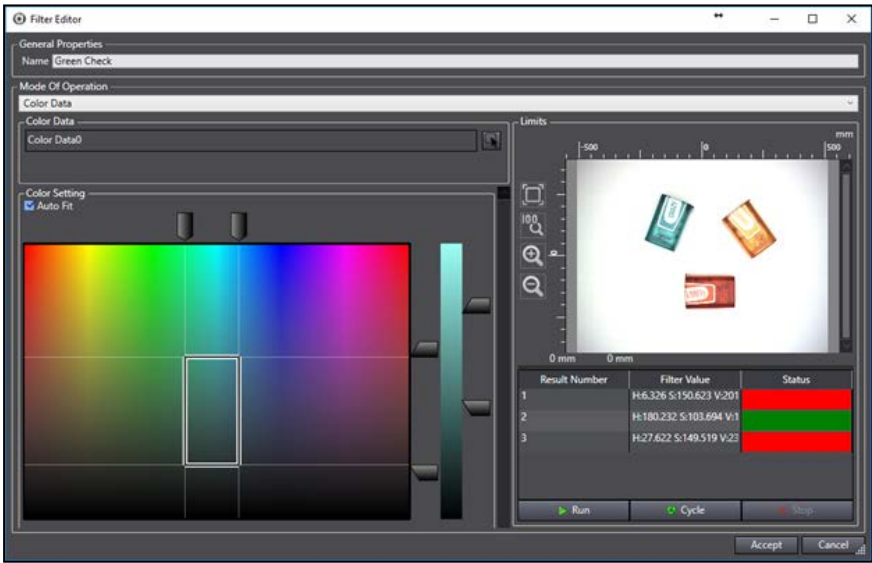 Filter Editor
General Properties
Name Green Check
Mode Of Operation
Color Data
Color Data
Color Data0
Color Setting
Auto Fit
Limits
mm
-500 0 500
100
0
0 mm 0 mm
Result Number Filter Value Status
1 H:6.326 S:150.623 V:201
2 H:180.232 S:103.694 V:1
3 H:27.622 S:149.519 V:23
Run Cycle Stop
Accept Cancel